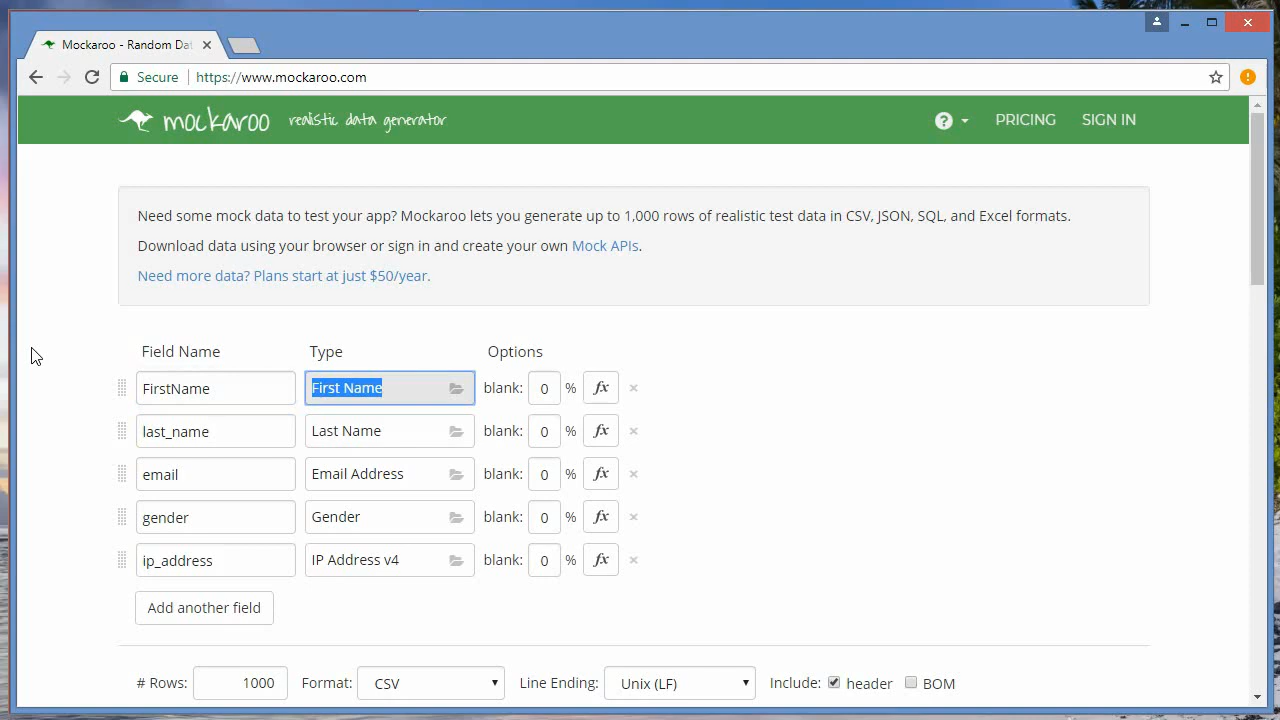 Mockaroo - Random Dat
Secure https://www.mockaroo.com
mockaroo realistic data generator
PRICING SIGN IN
Need some mock data to test your app? Mockaroo lets you generate up to 1,000 rows of realistic test data in CSV, JSON, SQL, and Excel formats.
Download data using your browser or sign in and create your own Mock APIs.
Need more data? Plans start at just $50/year.
Field Name Type Options
FirstName First Name blank: 0 % fx
last_name Last Name blank: 0 % fx
email Email Address blank: 0 % fx
gender Gender blank: 0 % fx
ip_address IP Address v4 blank: 0 % fx
Add another field
# Rows: 1000 Format: CSV Line Ending: Unix (LF) Include: header BOM